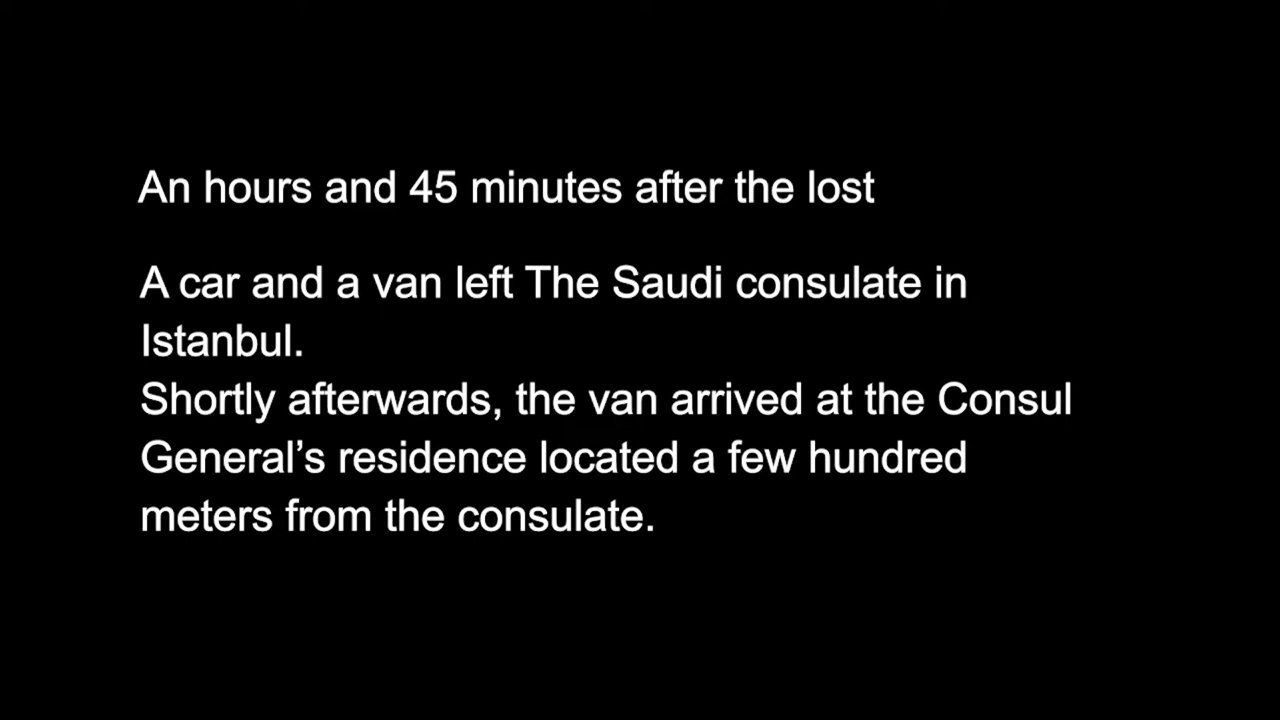 An hours and 45 minutes after the lost
A car and a van left The Saudi consulate in
Istanbul.
Shortly afterwards, the van arrived at the Consul
General’s residence located a few hundred
meters from the consulate.